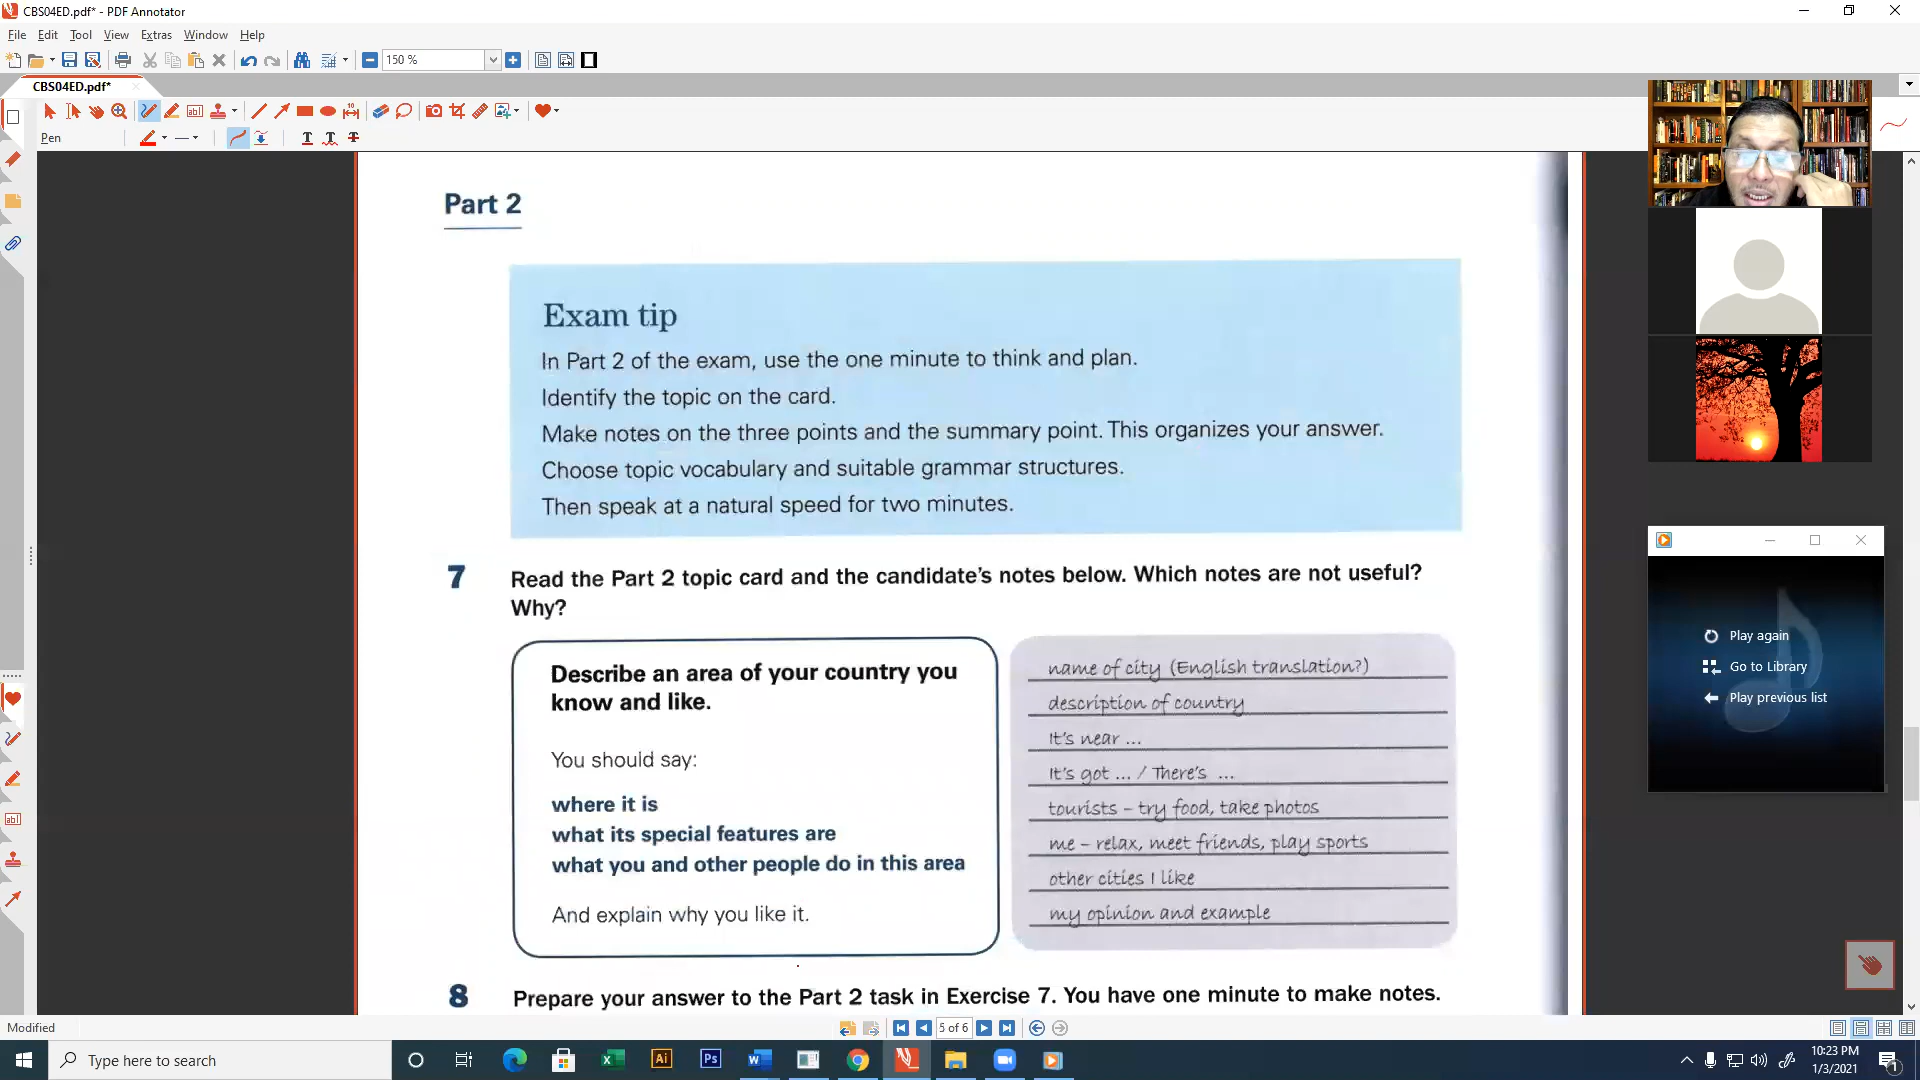 CBS04ED.pdf* - PDF Annotator
File Edit Tool View Extras Window Help
150 %
CBS04ED.pdf*
Pen
Part 2
Exam tip
In Part 2 of the exam, use the one minute to think and plan.
Identify the topic on the card.
Make notes on the three points and the summary point. This organizes your answer.
Choose topic vocabulary and suitable grammar structures.
Then speak at a natural speed for two minutes.
7 Read the Part 2 topic card and the candidate's notes below. Which notes are not useful?
Why?
Describe an area of your country you
know and like.
You should say:
where it is
what its special features are
what you and other people do in this area
And explain why you like it.
name of city (English translation?)
description of country
It's near ...
It's got ... / There's ...
tourists – try food, take photos
me – relax, meet friends, play sports
other cities I like
my opinion and example
8 Prepare your answer to the Part 2 task in Exercise 7. You have one minute to make notes.
Play again
Go to Library
Play previous list
Modified
5 of 6
Type here to search
10:23 PM
1/3/2021